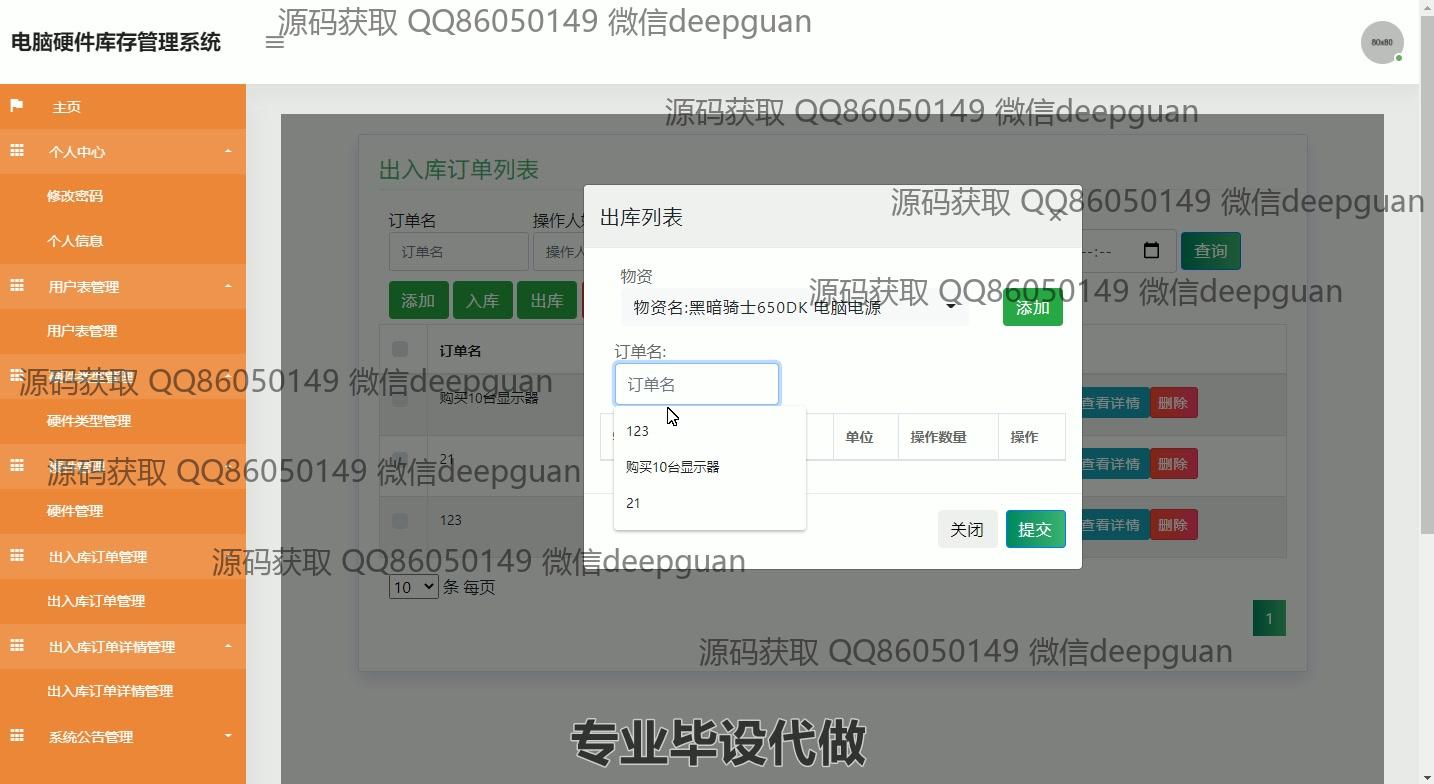 源码获取 QQ86050149 微信deepguan
电脑硬件库存管理系统
80x80
主页
个人中心
修改密码
个人信息
用户表管理
用户表管理
硬件类型管理
硬件类型管理
硬件管理
硬件管理
出入库订单管理
出入库订单管理
出入库订单详情管理
出入库订单详情管理
系统公告管理
源码获取 QQ86050149 微信deepguan
出入库订单列表
订单名
操作人
订单名
操作人
--:--
查询
添加
入库
出库
订单名
购买10台显示器
查看详情
删除
21
查看详情
删除
123
查看详情
删除
10
条 每页
1
出库列表
×
源码获取 QQ86050149 微信deepguan
物资
物资名:黑暗骑士650DK 电脑电源
添加
源码获取 QQ86050149 微信deepguan
订单名:
订单名
123
购买10台显示器
21
单位
操作数量
操作
关闭
提交
源码获取 QQ86050149 微信deepguan
源码获取 QQ86050149 微信deepguan
源码获取 QQ86050149 微信deepguan
源码获取 QQ86050149 微信deepguan
专业毕设代做